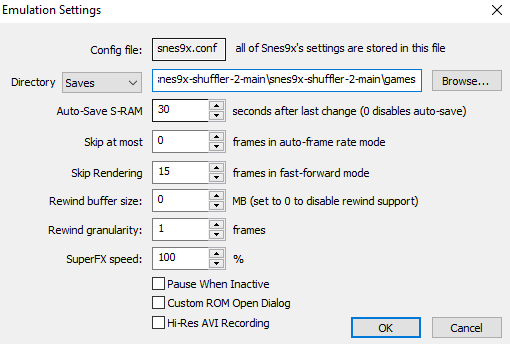 Emulation Settings
Config file: snes9x.conf all of Snes9x's settings are stored in this file
Directory Saves snes9x-shuffler-2-main\snes9x-shuffler-2-main\games Browse...
Auto-Save S-RAM 30 seconds after last change (0 disables auto-save)
Skip at most 0 frames in auto-frame rate mode
Skip Rendering 15 frames in fast-forward mode
Rewind buffer size: 0 MB (set to 0 to disable rewind support)
Rewind granularity: 1 frames
SuperFX speed: 100 %
Pause When Inactive
Custom ROM Open Dialog
Hi-Res AVI Recording
OK Cancel